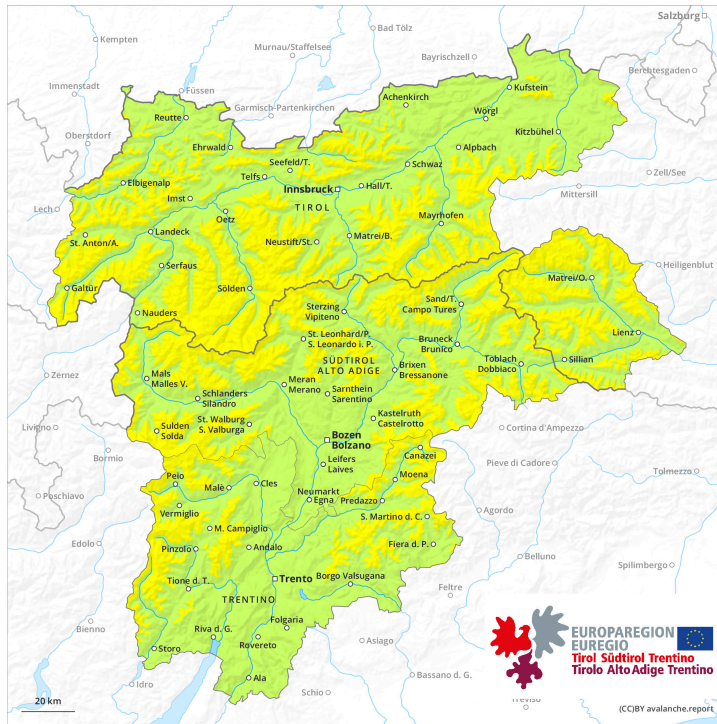 Salzburg
Kempten
Bad Tölz
Murnau/Staffelsee
Bayrischzell
Berchtesgaden
Immenstadt
Füssen
Garmisch-Partenkirchen
Achenkirch
Kufstein
Reutte
Wörgl
Oberstdorf
Ehrwald
Kitzbühel
Alpbach
Seefeld/T.
Schwaz
Zell/See
Elbigenalp
Telfs
Innsbruck
Hall/T.
Mittersill
Lech
Imst
TIROL
Oetz
Mayrhofen
St. Anton/A.
Landeck
Neustift/St.
Matrei/B.
Serfaus
Heiligenblut
Matrei/O.
Galtür
Sölden
Sand/T.
Campo Tures
Nauders
Sterzing
Vipiteno
Lienz
St. Leonhard/P.
S. Leonardo i. P.
Bruneck
Brunico
Toblach
Dobbiaco
Sillian
SÜDTIROL
ALTO ADIGE
Brixen
Bressanone
Zernez
Mals
Malles V.
Meran
Merano
Sarnthein
Sarentino
Schlanders
Silandro
Kastelruth
Castelrotto
St. Walburg
S. Valburga
Sulden
Solda
Livigno
Cortina d'Ampezzo
Bozen
Bolzano
Bormio
Canazei
Leifers
Laives
Pieve di Cadore
Tolmezzo
Peio
Moena
Malè
Cles
Poschiavo
Neumarkt
Egna
Predazzo
Vermiglio
Agordo
S. Martino d. C.
M. Campiglio
Edolo
Pinzolo
Andalo
Fiera d. P.
Belluno
Spilimbergo
Trento
Borgo Valsugana
Tione d. T.
Feltre
TRENTINO
Bienno
Folgaria
Riva d. G.
Rovereto
Asiago
Storo
Ala
Bassano d. G.
Idro
Schio
Treviso
EUROPAREGION
EUREGIO
Tirol Südtirol Trentino
Tirolo Alto Adige Trentino
20 km
(CC)BY avalanche.report